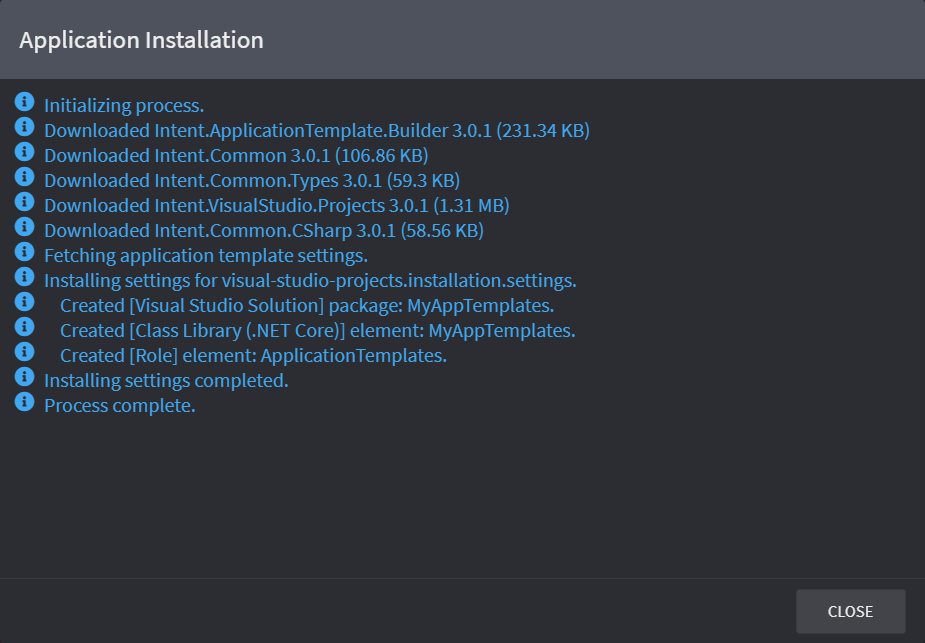 Application Installation
Initializing process.
Downloaded Intent.ApplicationTemplate.Builder 3.0.1 (231.34 KB)
Downloaded Intent.Common 3.0.1 (106.86 KB)
Downloaded Intent.Common.Types 3.0.1 (59.3 KB)
Downloaded Intent.VisualStudio.Projects 3.0.1 (1.31 MB)
Downloaded Intent.Common.CSharp 3.0.1 (58.56 KB)
Fetching application template settings.
Installing settings for visual-studio-projects.installation.settings.
Created [Visual Studio Solution] package: MyAppTemplates.
Created [Class Library (.NET Core)] element: MyAppTemplates.
Created [Role] element: ApplicationTemplates.
Installing settings completed.
Process complete.
CLOSE